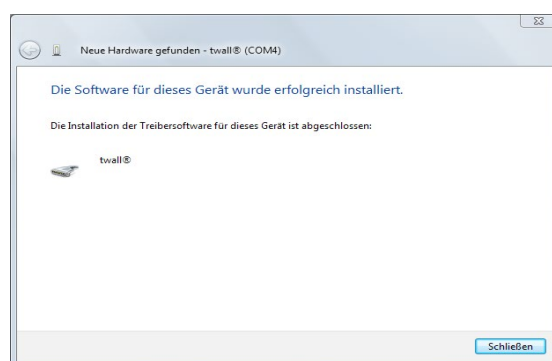 Neue Hardware gefunden - twall® (COM4)
Die Software für dieses Gerät wurde erfolgreich installiert.
Die Installation der Treibersoftware für dieses Gerät ist abgeschlossen:
twall®
Schließen